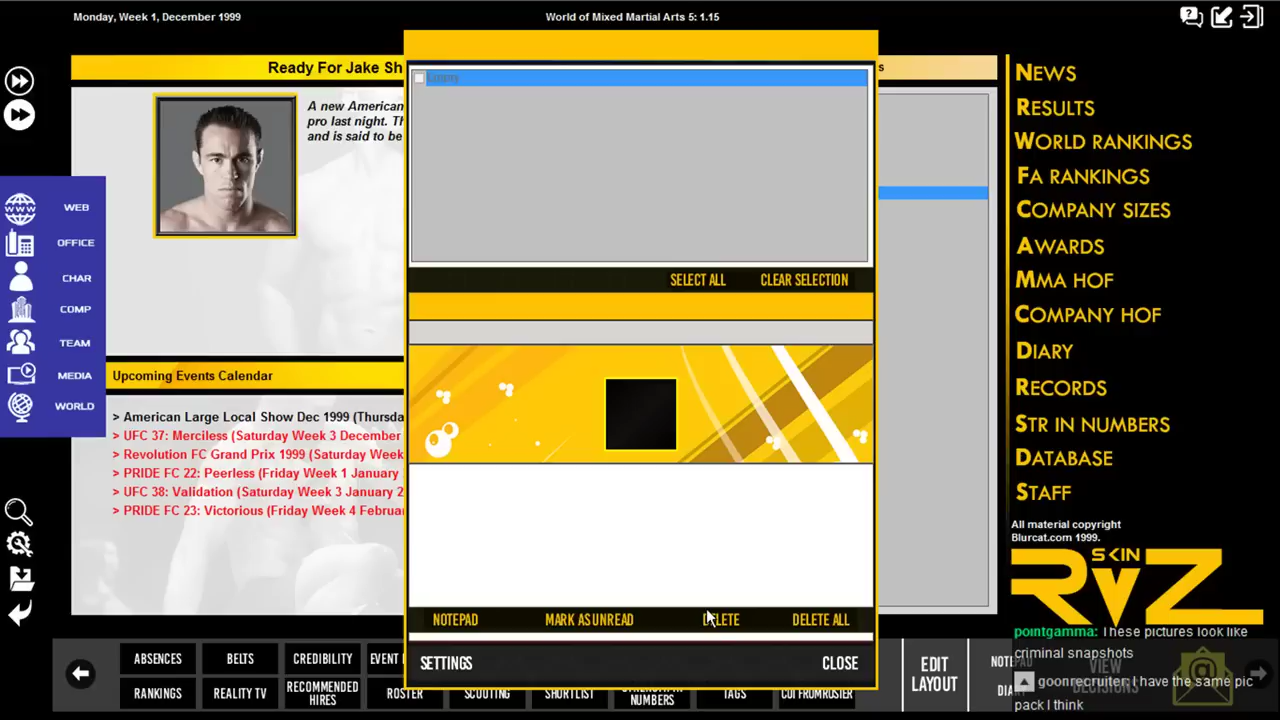 Monday, Week 1, December 1999
World of Mixed Martial Arts 5: 1.15
Ready For Jake Sh
s
A new American
pro last night. Th
and is said to be
WEB
OFFICE
CHAR
COMP
TEAM
MEDIA
WORLD
Upcoming Events Calendar
> American Large Local Show Dec 1999 (Thursda
> UFC 37: Merciless (Saturday Week 3 December
> Revolution FC Grand Prix 1999 (Saturday Week
> PRIDE FC 22: Peerless (Friday Week 1 January
> UFC 38: Validation (Saturday Week 3 January 2
> PRIDE FC 23: Victorious (Friday Week 4 Februar
SELECT ALL
CLEAR SELECTION
NOTEPAD
MARK AS UNREAD
DELETE
DELETE ALL
SETTINGS
CLOSE
NEWS
RESULTS
WORLD RANKINGS
FA RANKINGS
COMPANY SIZES
AWARDS
MMA HOF
COMPANY HOF
DIARY
RECORDS
STR IN NUMBERS
DATABASE
STAFF
All material copyright
Blurcat.com 1999.
SKIN
RVZ
pointgamma: These pictures look like
criminal snapshots
goonrecruiter: I have the same pic
pack I think
ABSENCES
BELTS
CREDIBILITY
EVENT
RANKINGS
REALITY TV
RECOMMENDED
HIRES
ROSTER
SCOUTING
SHORTLIST
NUMBERS
TAGS
EDIT
LAYOUT
VIEW
DECISIONS